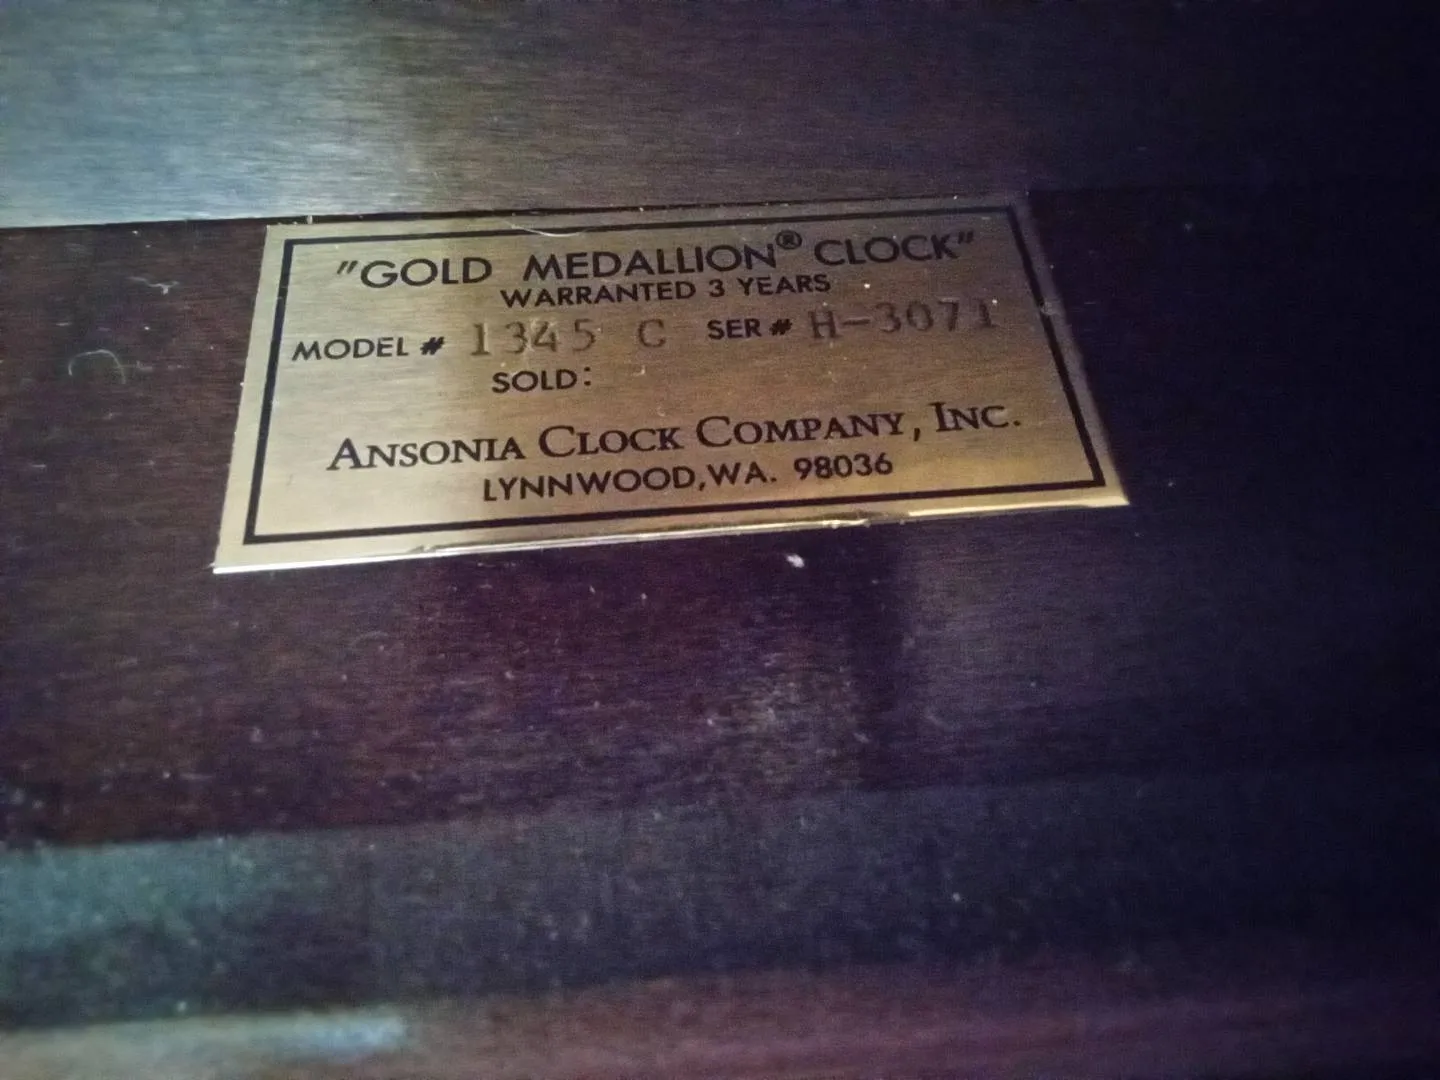 "GOLD MEDALLION® CLOCK"
WARRANTED 3 YEARS
MODEL # 1345 C SER # H-3071
SOLD:
ANSONIA CLOCK COMPANY, INC.
LYNNWOOD, WA. 98036